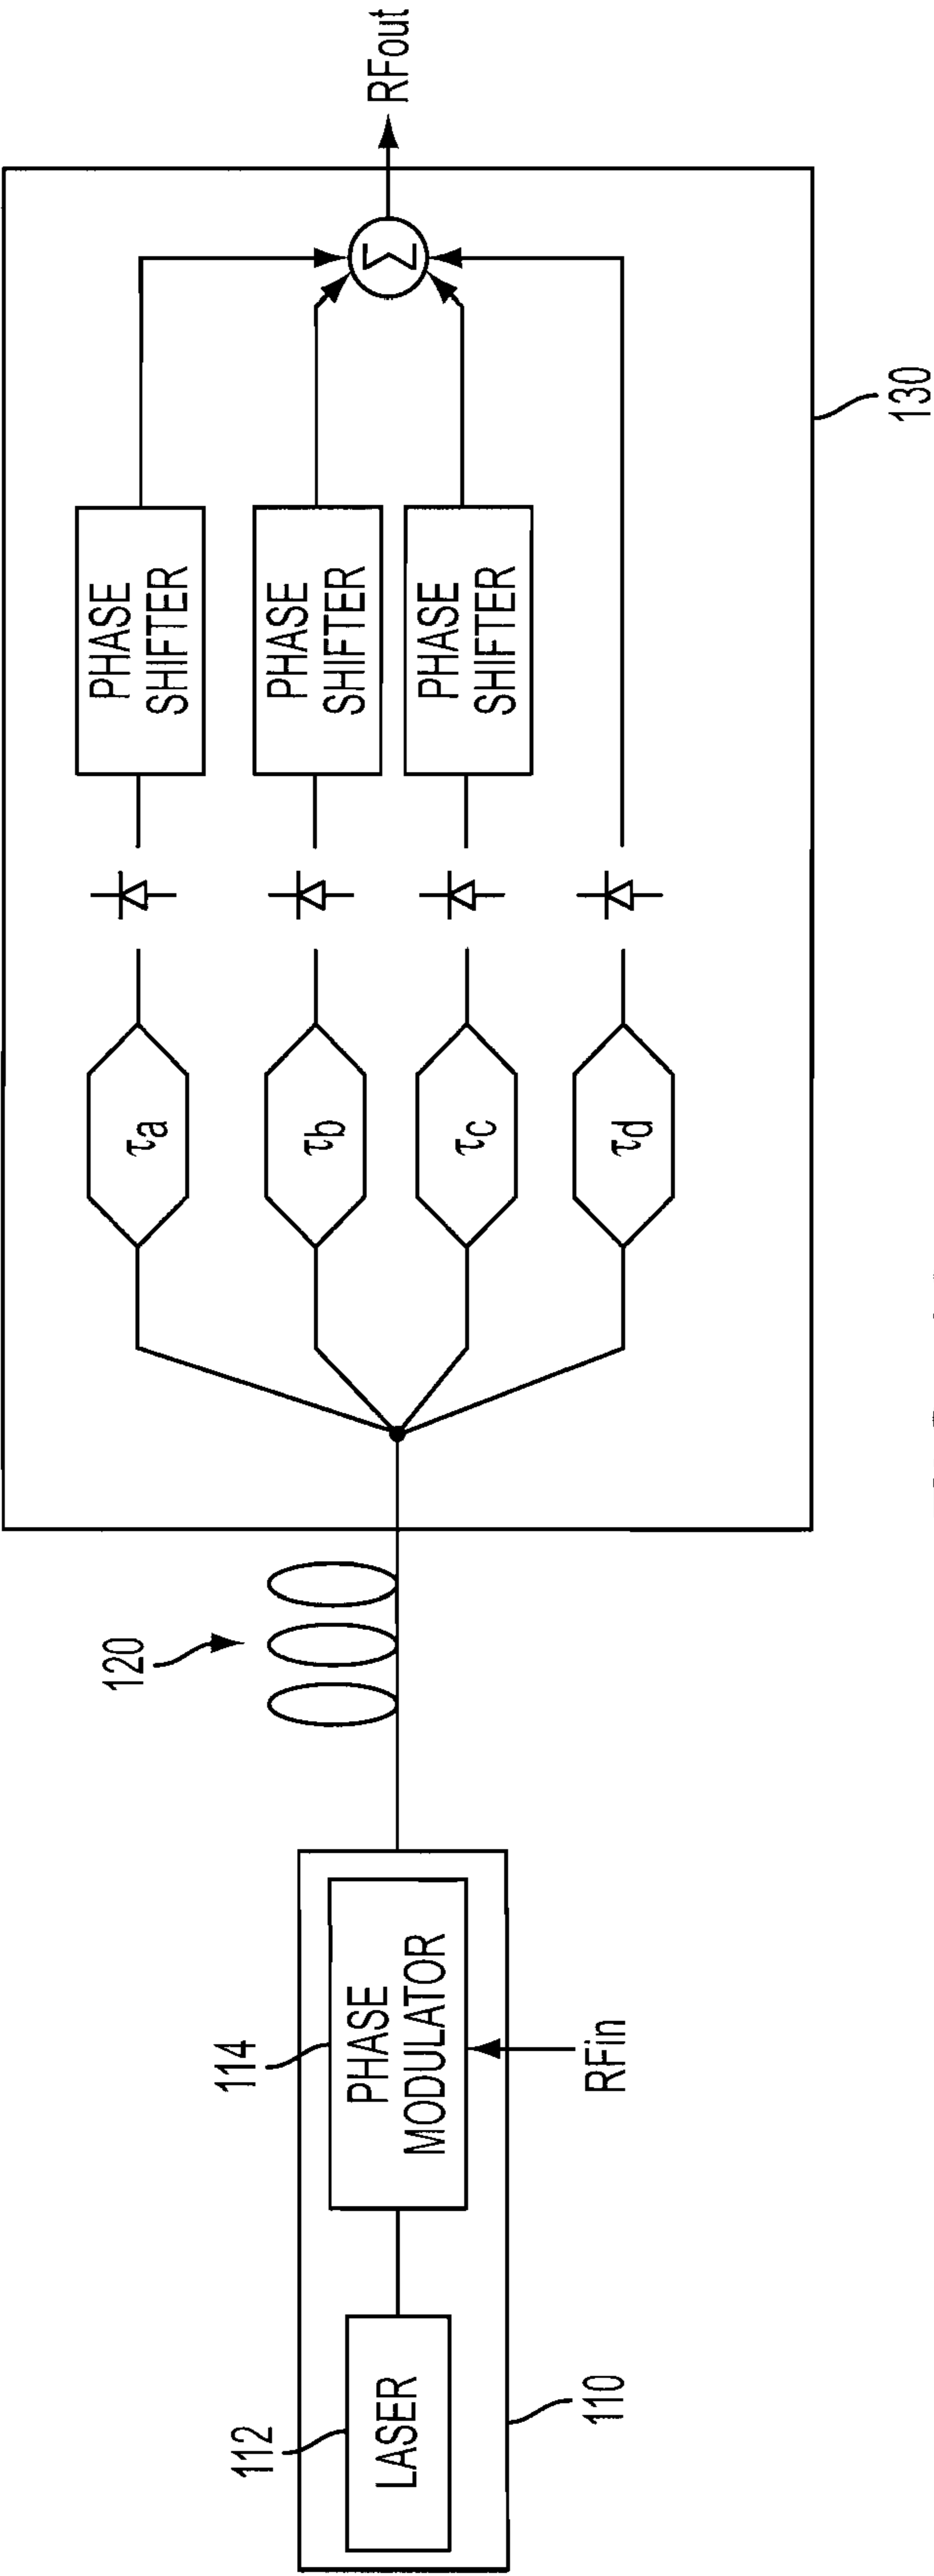 112
LASER
110
114
PHASE
MODULATOR
RFin
120
τa
τb
τc
τd
PHASE
SHIFTER
PHASE
SHIFTER
PHASE
SHIFTER
Σ
RFout
130